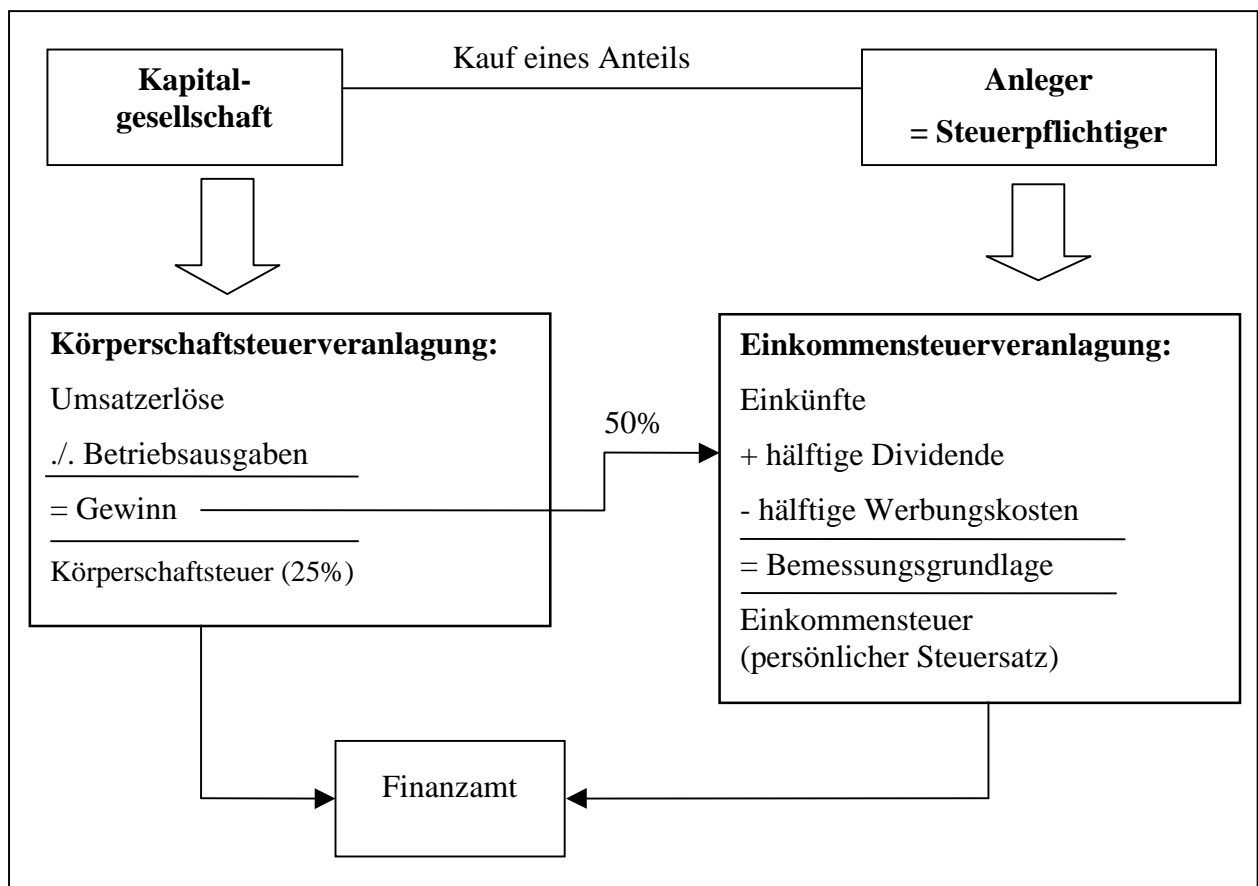 Kapital-
gesellschaft
Kauf eines Anteils
Anleger
= Steuerpflichtiger
Körperschaftsteuerveranlagung:
Umsatzerlöse
./. Betriebsausgaben
= Gewinn
Körperschaftsteuer (25%)
50%
Einkommensteuerveranlagung:
Einkünfte
+ hälftige Dividende
- hälftige Werbungskosten
= Bemessungsgrundlage
Einkommensteuer
(persönlicher Steuersatz)
Finanzamt